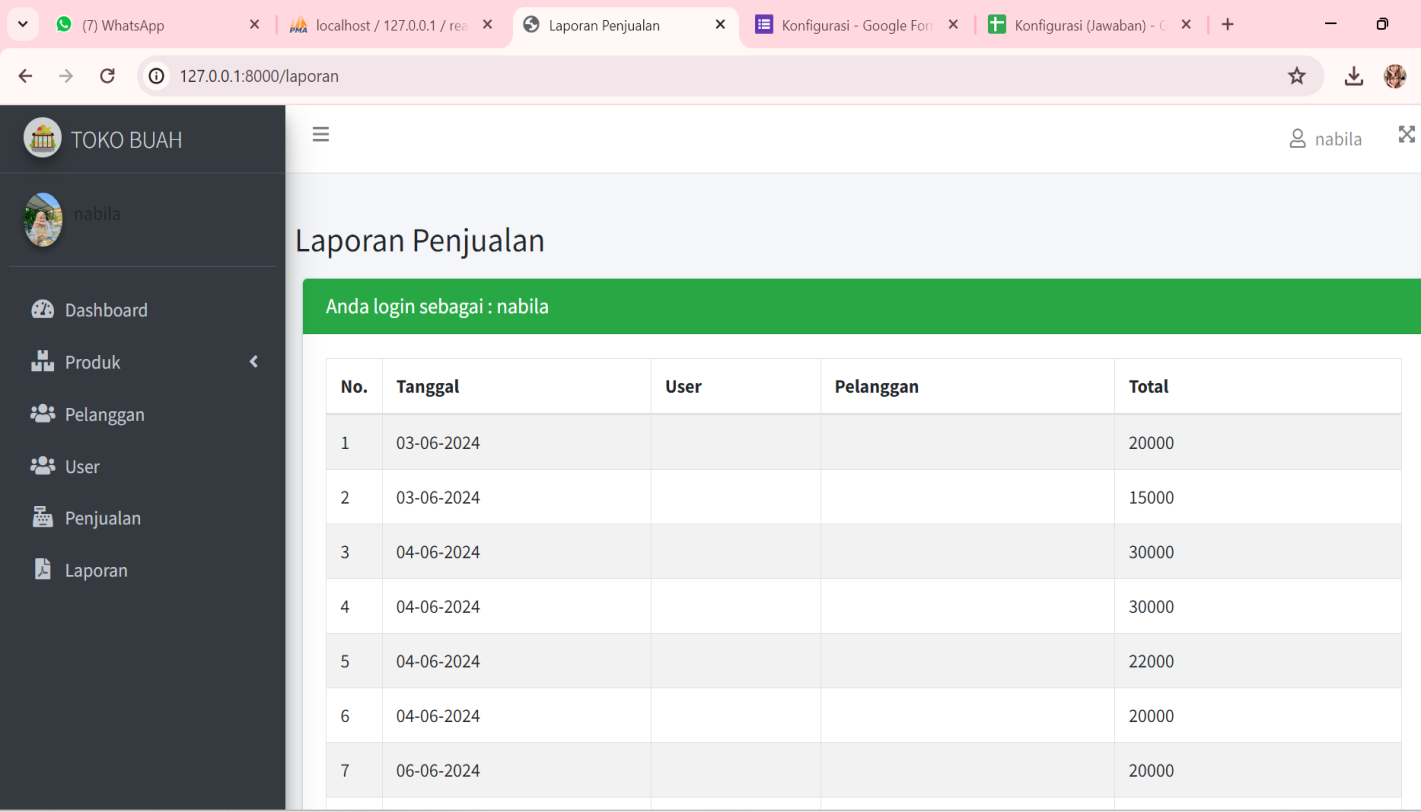 (7) WhatsApp
localhost / 127.0.0.1 / rea
Laporan Penjualan
Konfigurasi - Google For
Konfigurasi (Jawaban) - G
127.0.0.1:8000/laporan
TOKO BUAH
nabila
nabila
Dashboard
Produk
Pelanggan
User
Penjualan
Laporan
Laporan Penjualan
Anda login sebagai : nabila
No. Tanggal User Pelanggan Total
1 03-06-2024 20000
2 03-06-2024 15000
3 04-06-2024 30000
4 04-06-2024 30000
5 04-06-2024 22000
6 04-06-2024 20000
7 06-06-2024 20000